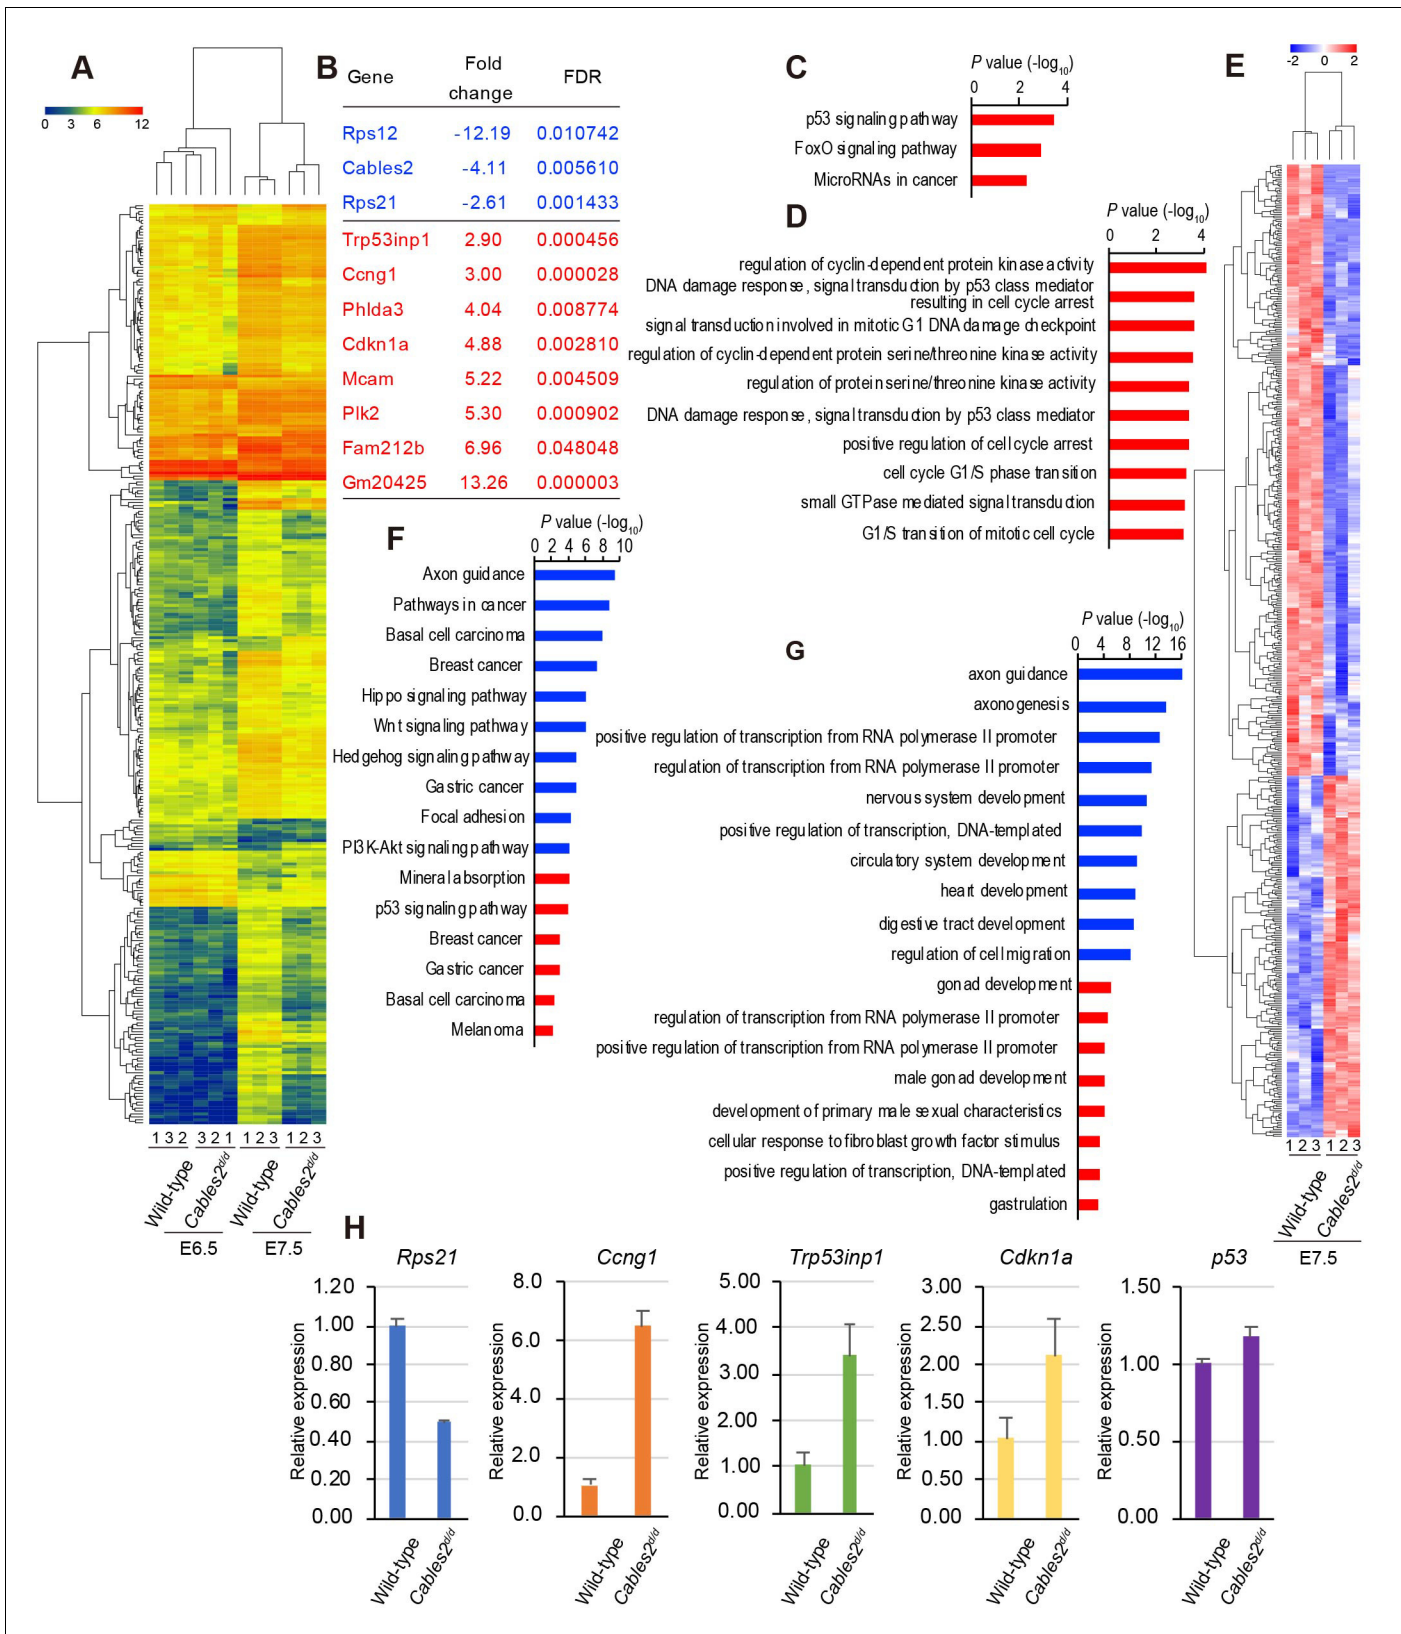 A
0 3 6 12
1 3 2 3 2 1 1 2 3 1 2 3
Wild-type
Cables2d/d
Wild-type
Cables2d/d
E6.5
E7.5
B
Gene Fold change FDR
Rps12 -12.19 0.010742
Cables2 -4.11 0.005610
Rps21 -2.61 0.001433
Trp53inp1 2.90 0.000456
Ccng1 3.00 0.000028
Phlda3 4.04 0.008774
Cdkn1a 4.88 0.002810
Mcam 5.22 0.004509
Plk2 5.30 0.000902
Fam212b 6.96 0.048048
Gm20425 13.26 0.000003
C
P value (-log10)
0 2 4
p53 signaling pathway
FoxO signaling pathway
MicroRNAs in cancer
D
P value (-log10)
0 2 4
regulation of cyclin-dependent protein kinase activity
DNA damage response, signal transduction by p53 class mediator
resulting in cell cycle arrest
signal transduction involved in mitotic G1 DNA damage checkpoint
regulation of cyclin-dependent protein serine/threonine kinase activity
regulation of protein serine/threonine kinase activity
DNA damage response, signal transduction by p53 class mediator
positive regulation of cell cycle arrest
cell cycle G1/S phase transition
small GTPase mediated signal transduction
G1/S transition of mitotic cell cycle
E
-2 0 2
1 2 3 1 2 3
Wild-type
Cables2d/d
E7.5
F
P value (-log10)
0 2 4 6 8 10
Axon guidance
Pathways in cancer
Basal cell carcinoma
Breast cancer
Hippo signaling pathway
Wnt signaling pathway
Hedgehog signaling pathway
Gastric cancer
Focal adhesion
PI3K-Akt signaling pathway
Mineral absorption
p53 signaling pathway
Breast cancer
Gastric cancer
Basal cell carcinoma
Melanoma
G
P value (-log10)
0 4 8 12 16
axon guidance
axonogenesis
positive regulation of transcription from RNA polymerase II promoter
regulation of transcription from RNA polymerase II promoter
nervous system development
positive regulation of transcription, DNA-templated
circulatory system development
heart development
digestive tract development
regulation of cell migration
gonad development
regulation of transcription from RNA polymerase II promoter
positive regulation of transcription from RNA polymerase II promoter
male gonad development
development of primary male sexual characteristics
cellular response to fibroblast growth factor stimulus
positive regulation of transcription, DNA-templated
gastrulation
H
Rps21
Relative expression
1.20
1.00
0.80
0.60
0.40
0.20
0.00
Wild-type
Cables2d/d
Ccng1
Relative expression
8.0
6.0
4.0
2.0
0.0
Wild-type
Cables2d/d
Trp53inp1
Relative expression
5.00
4.00
3.00
2.00
1.00
0.00
Wild-type
Cables2d/d
Cdkn1a
Relative expression
3.00
2.50
2.00
1.50
1.00
0.50
0.00
Wild-type
Cables2d/d
p53
Relative expression
1.50
1.00
0.50
0.00
Wild-type
Cables2d/d